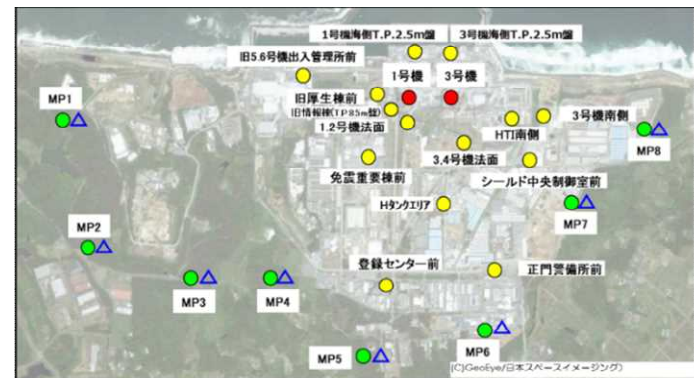 1号機海側T.P.2.5m盤
3号機海側T.P.2.5m盤
旧5.6号機出入管理所前
1号機
3号機
MP1
旧厚生棟前
旧情報棟(T.P.8.5m盤)
1.2号機法面
HTI南側
3号機南側
MP8
3.4号機法面
免震重要棟前
シールド中央制御室前
Hタンクエリア
MP7
MP2
登録センター前
正門警備所前
MP3
MP4
MP5
MP6
(C)GeoEye/日本スペースイメージング)